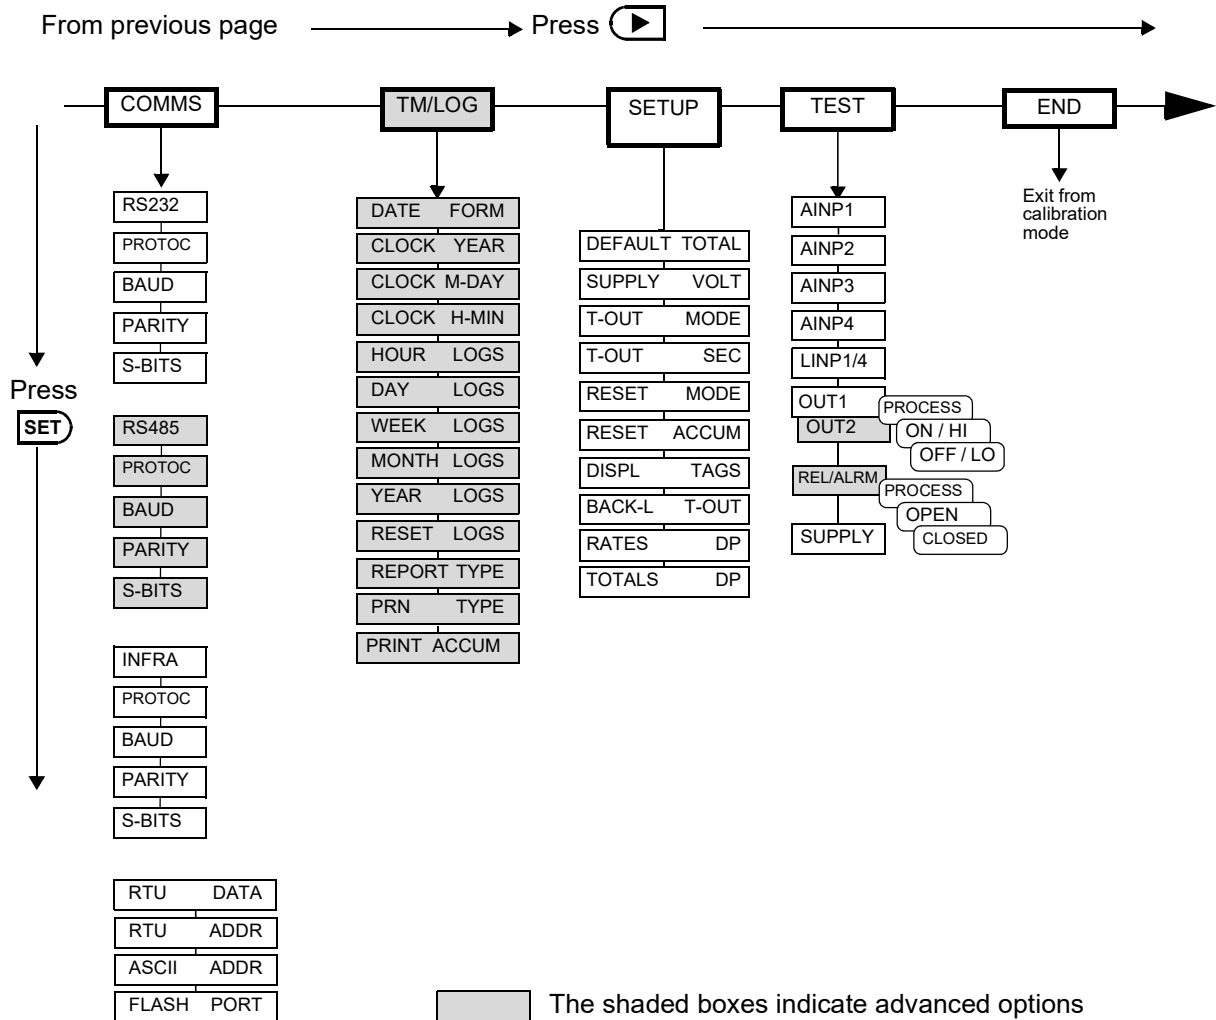 From previous page
Press
COMMS
TM/LOG
SETUP
TEST
END
Press
SET
RS232
PROTOC
BAUD
PARITY
S-BITS
RS485
PROTOC
BAUD
PARITY
S-BITS
INFRA
PROTOC
BAUD
PARITY
S-BITS
RTU DATA
RTU ADDR
ASCII ADDR
FLASH PORT
DATE FORM
CLOCK YEAR
CLOCK M-DAY
CLOCK H-MIN
HOUR LOGS
DAY LOGS
WEEK LOGS
MONTH LOGS
YEAR LOGS
RESET LOGS
REPORT TYPE
PRN TYPE
PRINT ACCUM
DEFAULT TOTAL
SUPPLY VOLT
T-OUT MODE
T-OUT SEC
RESET MODE
RESET ACCUM
DISPL TAGS
BACK-L T-OUT
RATES DP
TOTALS DP
AINP1
AINP2
AINP3
AINP4
LINP1/4
OUT1
OUT2
PROCESS
ON / HI
OFF / LO
REL/ALRM
PROCESS
OPEN
CLOSED
SUPPLY
Exit from
calibration
mode
The shaded boxes indicate advanced options